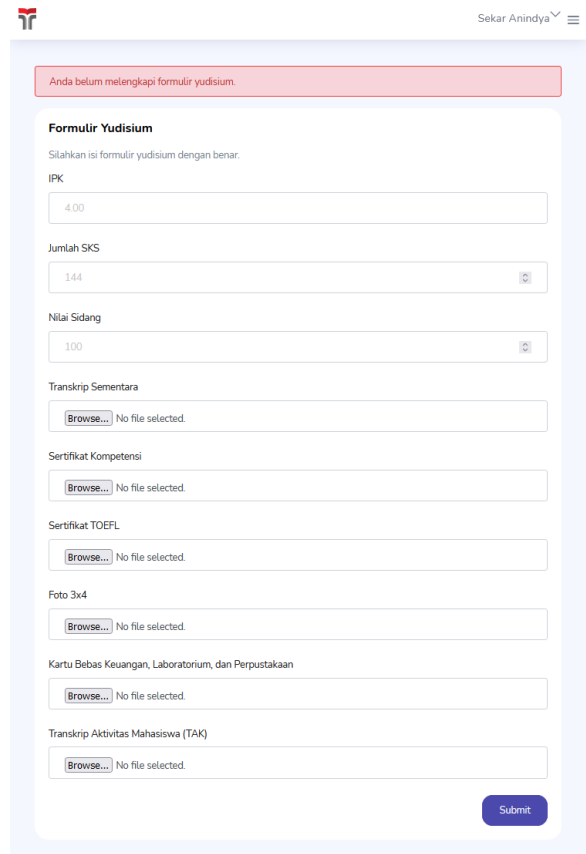 Sekar Anindya
Anda belum melengkapi formulir yudisium.
Formulir Yudisium
Silahkan isi formulir yudisium dengan benar.
IPK
4.00
Jumlah SKS
144
Nilai Sidang
100
Transkrip Sementara
Browse... No file selected.
Sertifikat Kompetensi
Browse... No file selected.
Sertifikat TOEFL
Browse... No file selected.
Foto 3x4
Browse... No file selected.
Kartu Bebas Keuangan, Laboratorium, dan Perpustakaan
Browse... No file selected.
Transkrip Aktivitas Mahasiswa (TAK)
Browse... No file selected.
Submit